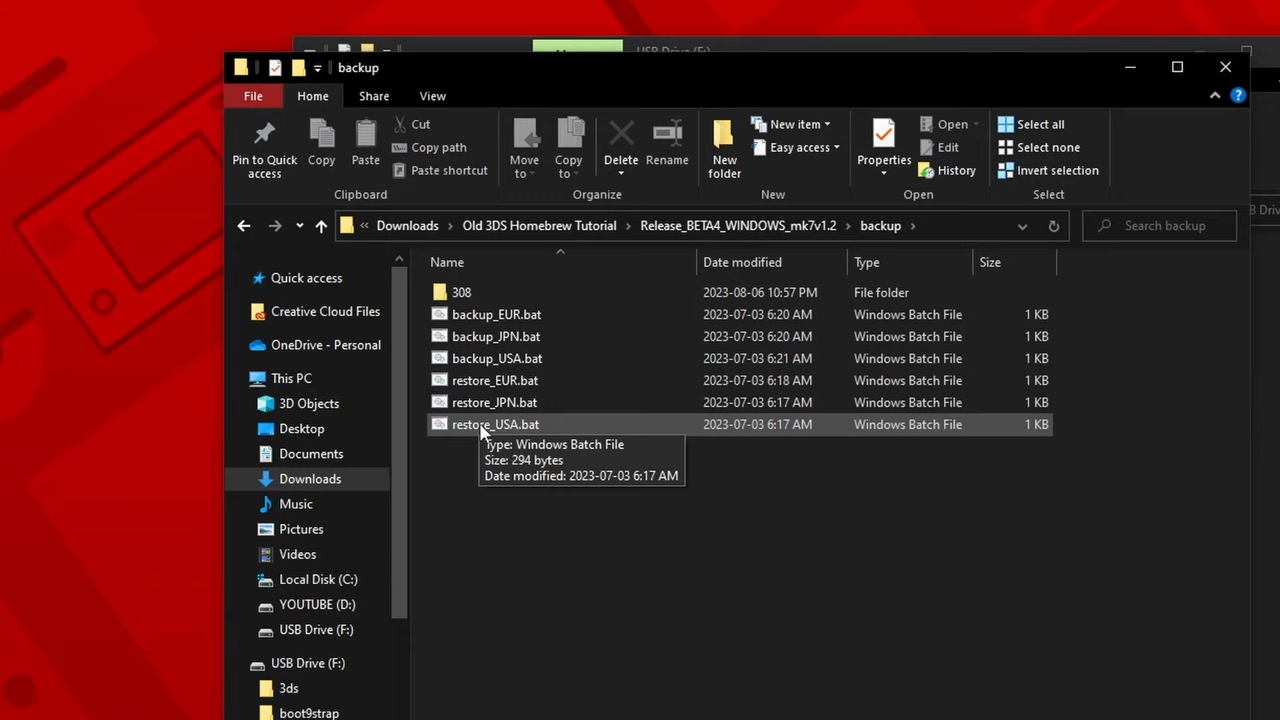 USB Drive (F:)
backup
File Home Share View
Pin to Quick access
Copy
Paste
Cut
Copy path
Paste shortcut
Clipboard
Move to
Copy to
Delete
Rename
Organize
New folder
New item
Easy access
New
Properties
Open
Edit
History
Open
Select all
Select none
Invert selection
Select
« Downloads > Old 3DS Homebrew Tutorial > Release_BETA4_WINDOWS_mk7v1.2 > backup >
Search backup
Name Date modified Type Size
308 2023-08-06 10:57 PM File folder
backup_EUR.bat 2023-07-03 6:20 AM Windows Batch File 1 KB
backup_JPN.bat 2023-07-03 6:20 AM Windows Batch File 1 KB
backup_USA.bat 2023-07-03 6:21 AM Windows Batch File 1 KB
restore_EUR.bat 2023-07-03 6:18 AM Windows Batch File 1 KB
restore_JPN.bat 2023-07-03 6:17 AM Windows Batch File 1 KB
restore_USA.bat 2023-07-03 6:17 AM Windows Batch File 1 KB
Type: Windows Batch File
Size: 294 bytes
Date modified: 2023-07-03 6:17 AM
Quick access
Creative Cloud Files
OneDrive - Personal
This PC
3D Objects
Desktop
Documents
Downloads
Music
Pictures
Videos
Local Disk (C:)
YOUTUBE (D:)
USB Drive (F:)
USB Drive (F:)
3ds
boot9strap